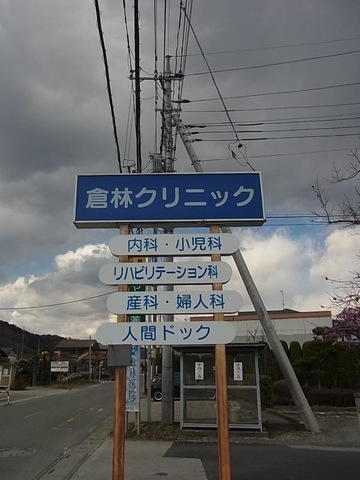 倉林クリニック
内科・小児科
リハビリテーション科
産科・婦人科
人間ドック